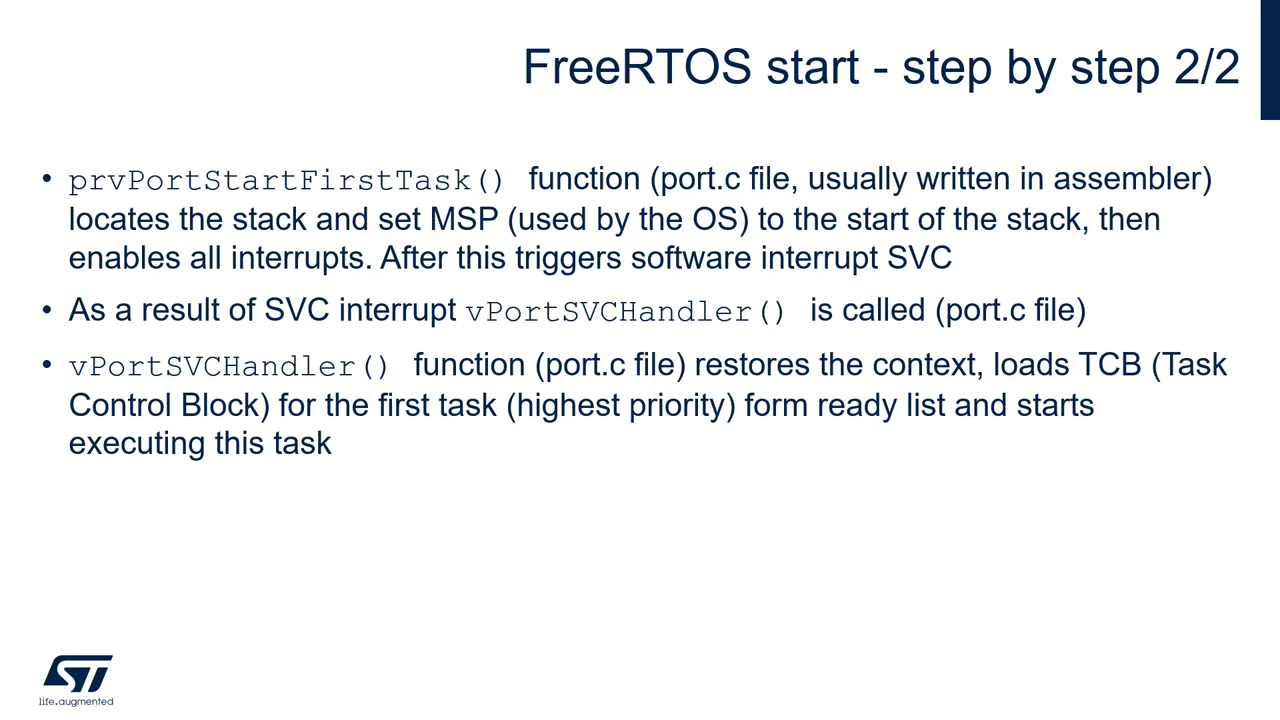 FreeRTOS start - step by step 2/2
• prvPortStartFirstTask() function (port.c file, usually written in assembler)
locates the stack and set MSP (used by the OS) to the start of the stack, then
enables all interrupts. After this triggers software interrupt SVC
• As a result of SVC interrupt vPortSVCHandler() is called (port.c file)
• vPortSVCHandler() function (port.c file) restores the context, loads TCB (Task
Control Block) for the first task (highest priority) form ready list and starts
executing this task
ST
life.augmented